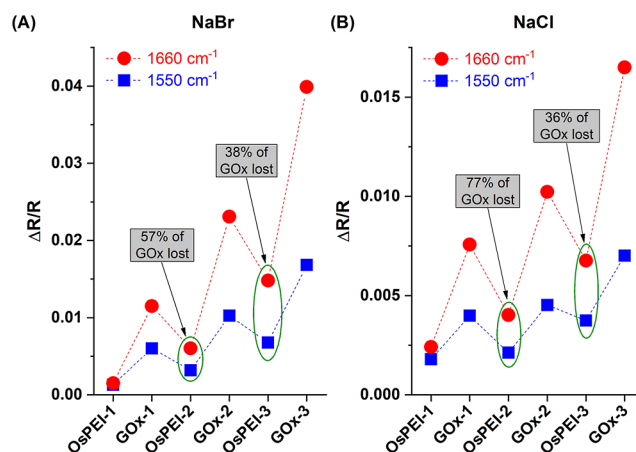 (A)
NaBr
1660 cm⁻¹
1550 cm⁻¹
0.04
0.03
0.02
0.01
0.00
ΔR/R
38% of
GOx lost
57% of
GOx lost
OsPEI-1
GOx-1
OsPEI-2
GOx-2
OsPEI-3
GOx-3
(B)
NaCl
1660 cm⁻¹
1550 cm⁻¹
0.015
0.010
0.005
0.000
ΔR/R
36% of
GOx lost
77% of
GOx lost
OsPEI-1
GOx-1
OsPEI-2
GOx-2
OsPEI-3
GOx-3